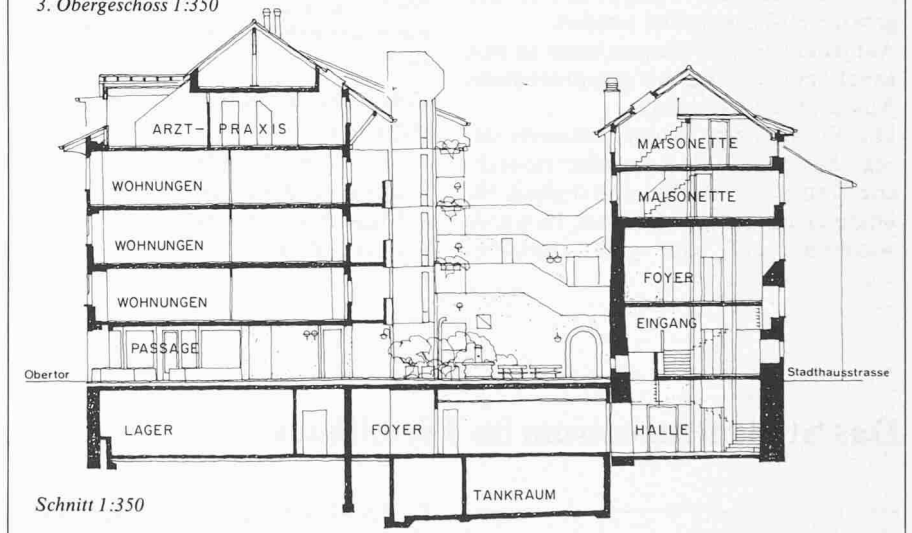 3. Obergeschoss 1:350
ARZT- PRAXIS
MAISONETTE
WOHNUNGEN
MAISONETTE
WOHNUNGEN
FOYER
WOHNUNGEN
EINGANG
PASSAGE
Obertor
Stadthausstrasse
LAGER
FOYER
HALLE
TANKRAUM
Schnitt 1:350